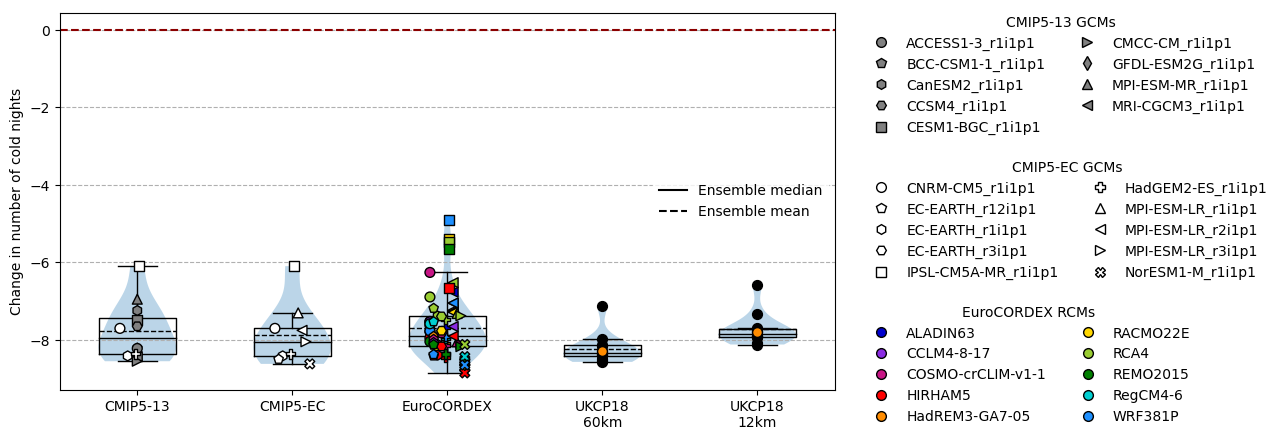 Change in number of cold nights
0
−2
−4
−6
−8
Ensemble median
Ensemble mean
CMIP5-13
CMIP5-EC
EuroCORDEX
UKCP18
60km
UKCP18
12km
CMIP5-13 GCMs
ACCESS1-3_r1i1p1
BCC-CSM1-1_r1i1p1
CanESM2_r1i1p1
CCSM4_r1i1p1
CESM1-BGC_r1i1p1
CMCC-CM_r1i1p1
GFDL-ESM2G_r1i1p1
MPI-ESM-MR_r1i1p1
MRI-CGCM3_r1i1p1
CMIP5-EC GCMs
CNRM-CM5_r1i1p1
EC-EARTH_r12i1p1
EC-EARTH_r1i1p1
EC-EARTH_r3i1p1
IPSL-CM5A-MR_r1i1p1
HadGEM2-ES_r1i1p1
MPI-ESM-LR_r1i1p1
MPI-ESM-LR_r2i1p1
MPI-ESM-LR_r3i1p1
NorESM1-M_r1i1p1
EuroCORDEX RCMs
ALADIN63
CCLM4-8-17
COSMO-crCLIM-v1-1
HIRHAM5
HadREM3-GA7-05
RACMO22E
RCA4
REMO2015
RegCM4-6
WRF381P